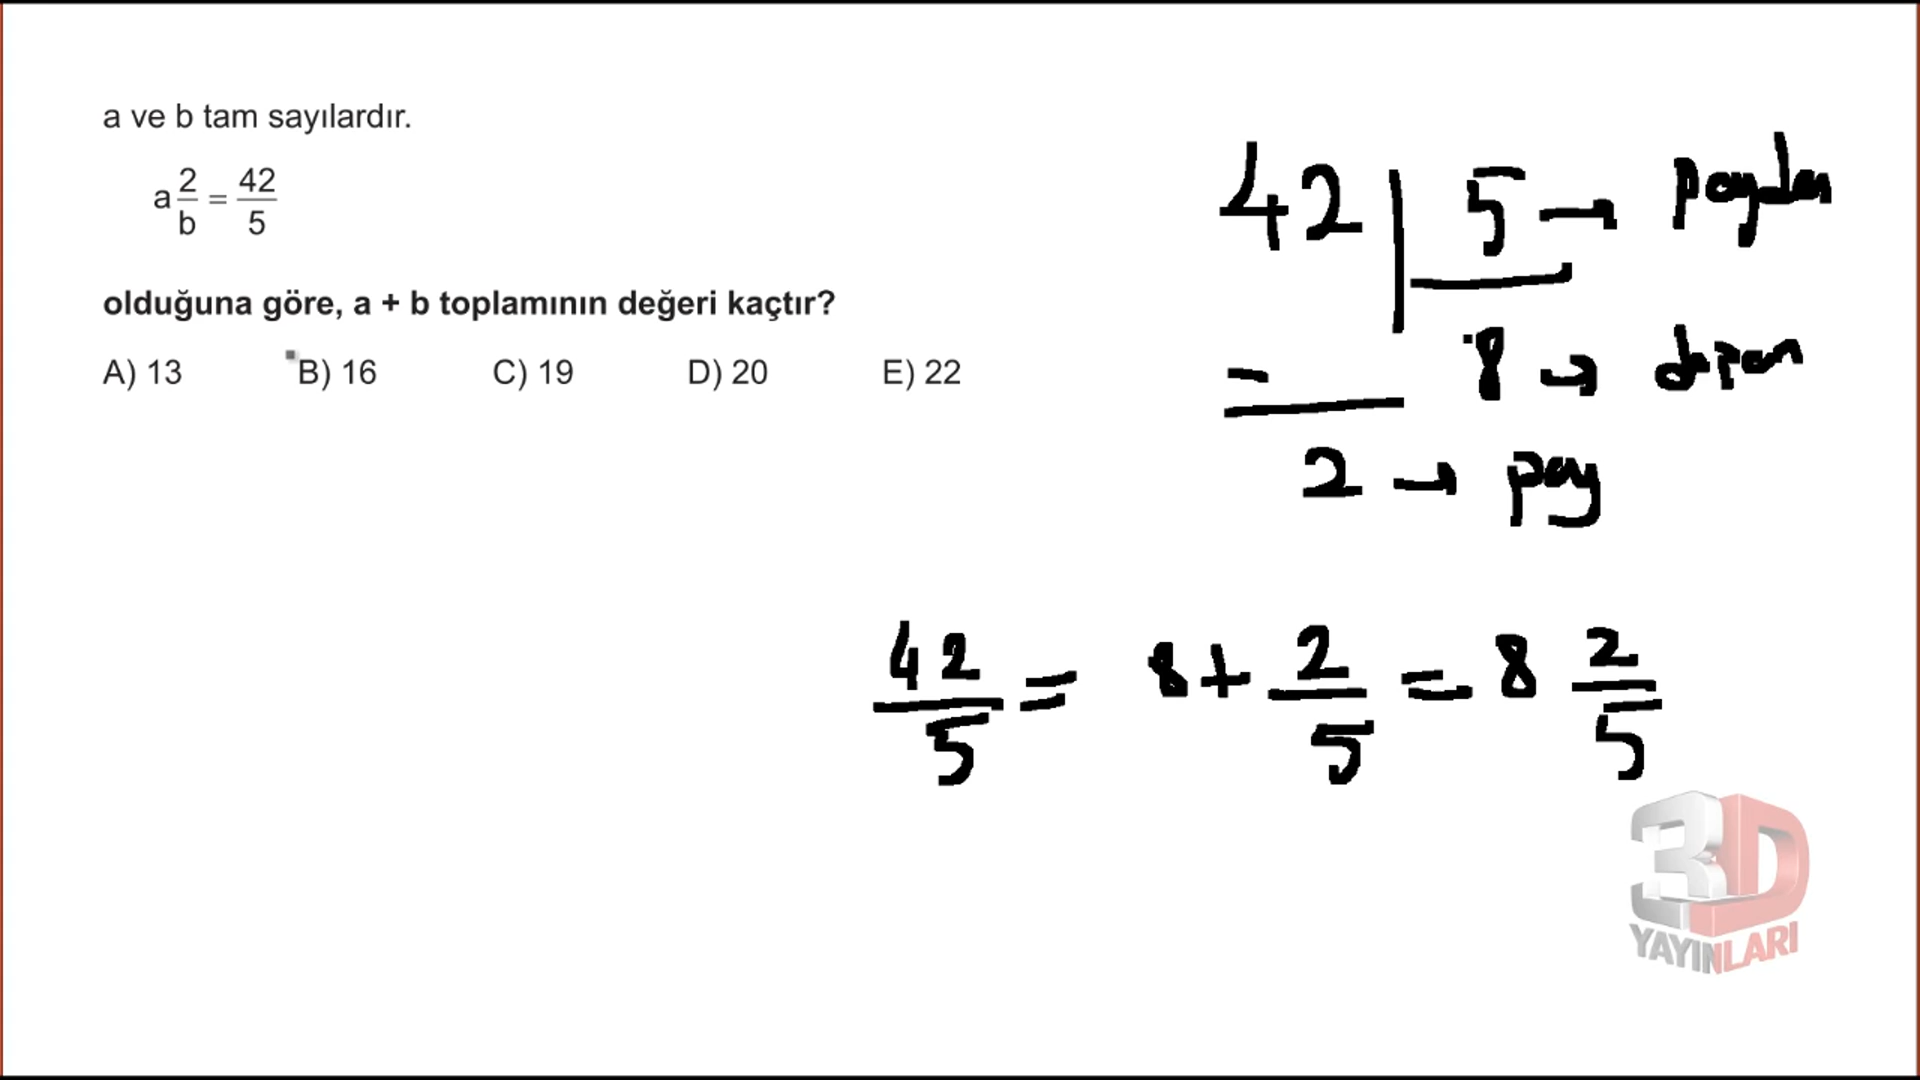 a ve b tam sayılardır.
a 2/b = 42/5
olduğuna göre, a + b toplamının değeri kaçtır?
A) 13 B) 16 C) 19 D) 20 E) 22
42 | 5 → payda
8 →
2 → pay
42/5 = 8 + 2/5 = 8 2/5
3D
YAYINLARI